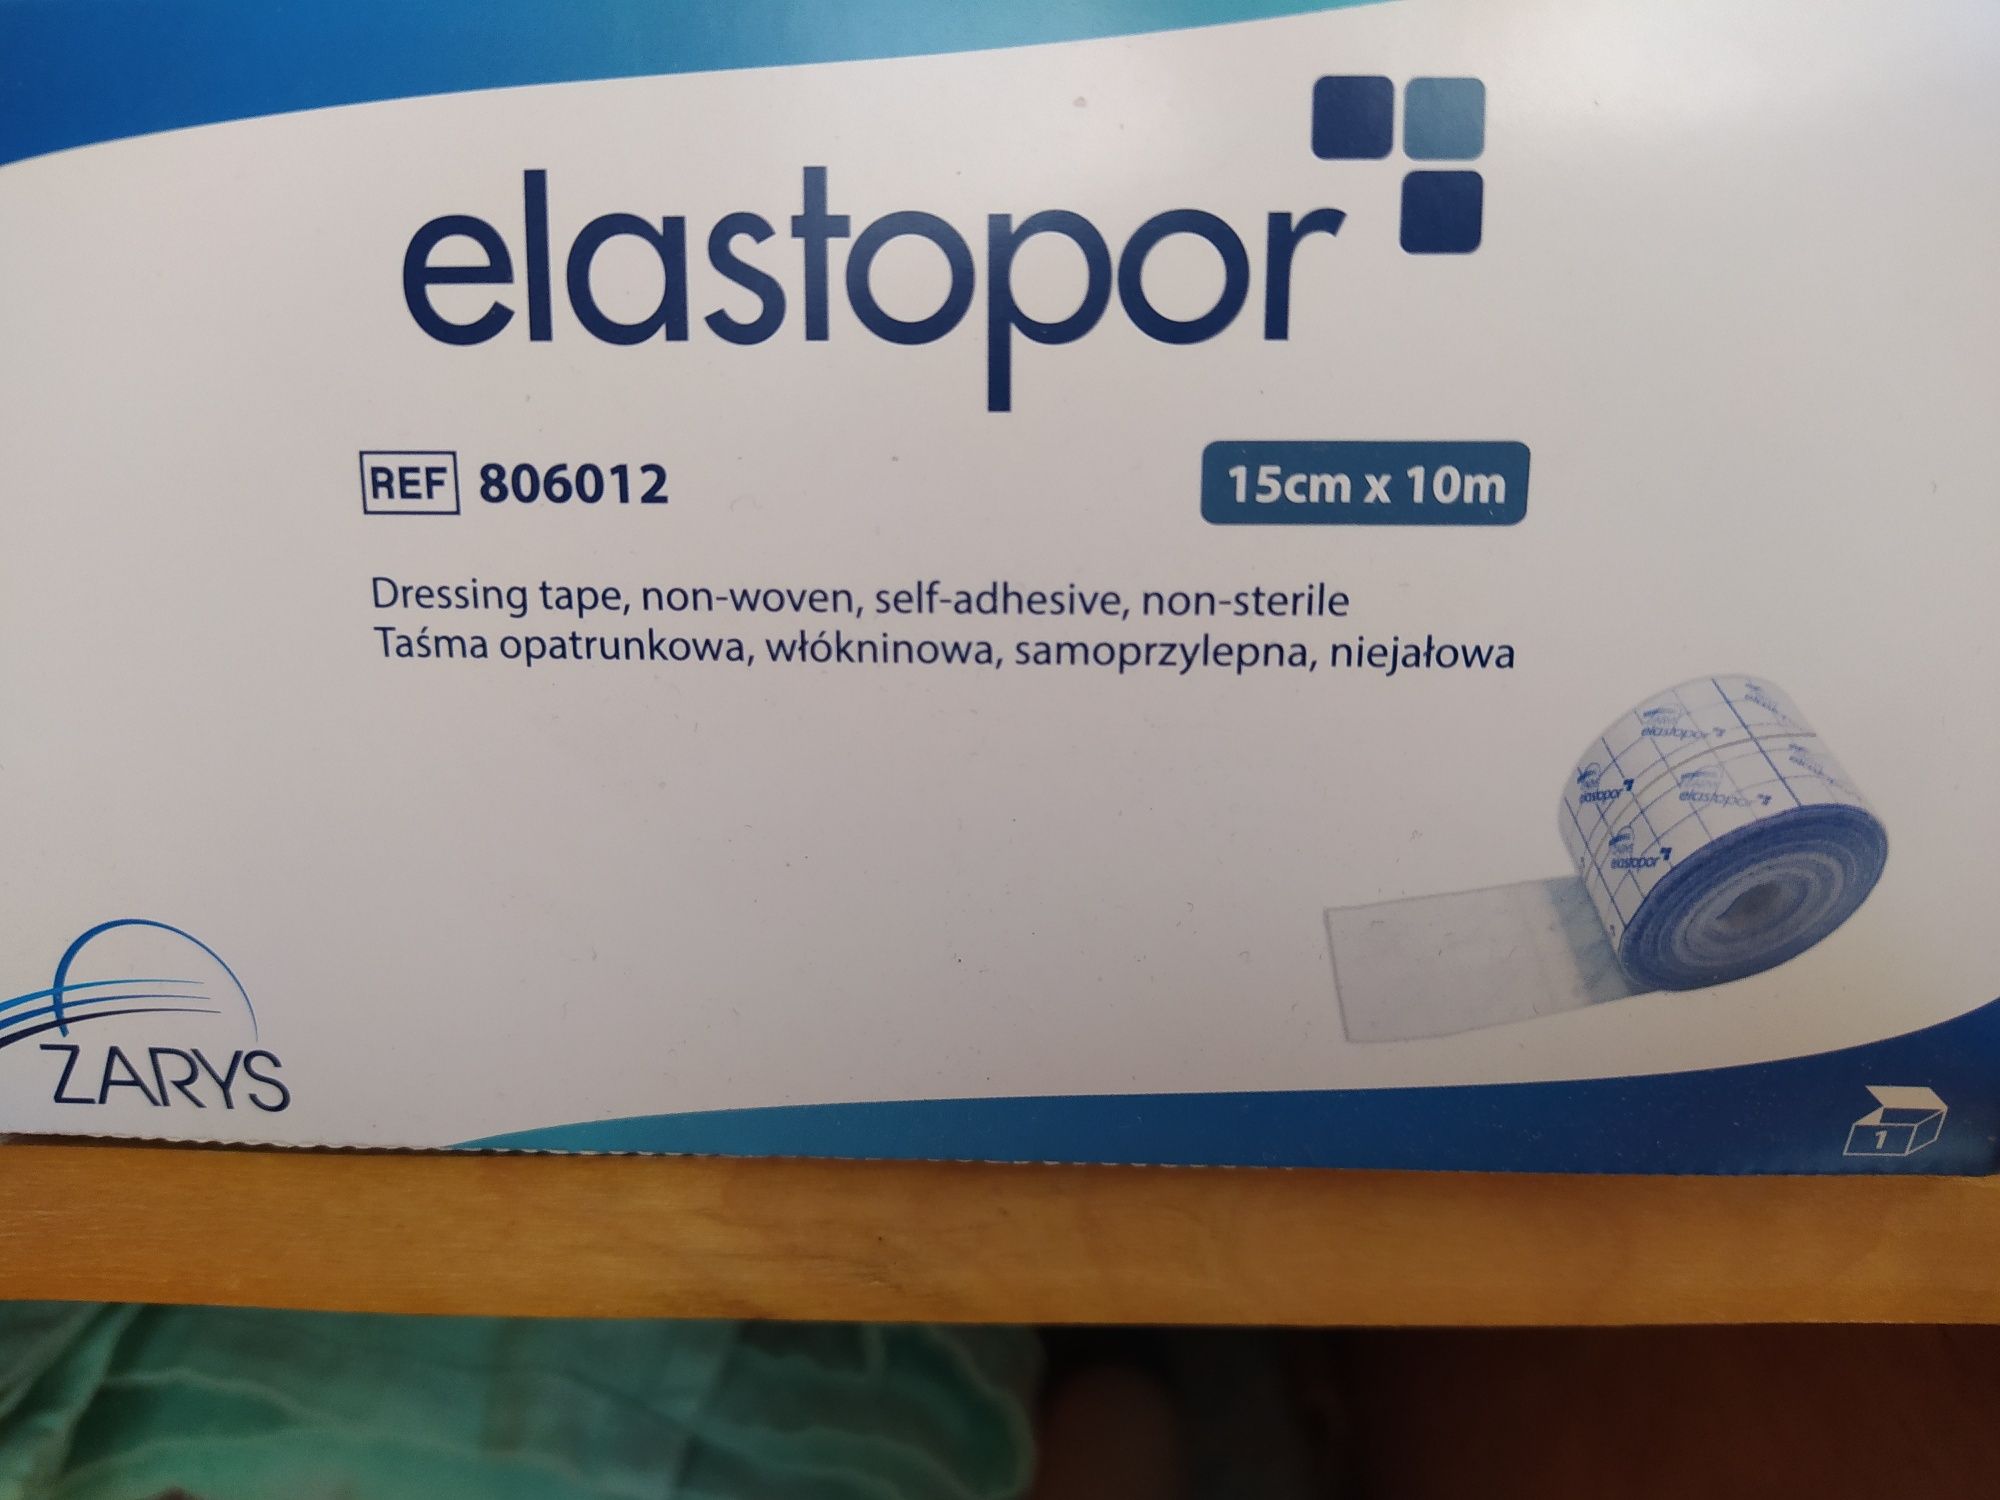 elastopor
REF 806012
15cm x 10m
Dressing tape, non-woven, self-adhesive, non-sterile
Taśma opatrunkowa, włókninowa, samoprzylepna, niejałowa
elastopor
elastopor
elastopor
elastopor
ZARYS
1